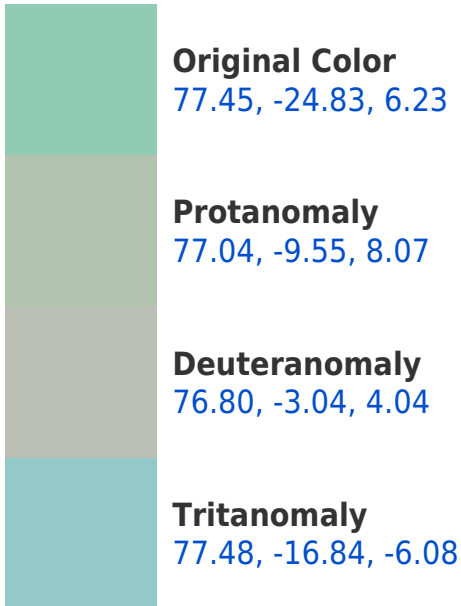 Original Color
77.45, -24.83, 6.23
Protanomaly
77.04, -9.55, 8.07
Deuteranomaly
76.80, -3.04, 4.04
Tritanomaly
77.48, -16.84, -6.08